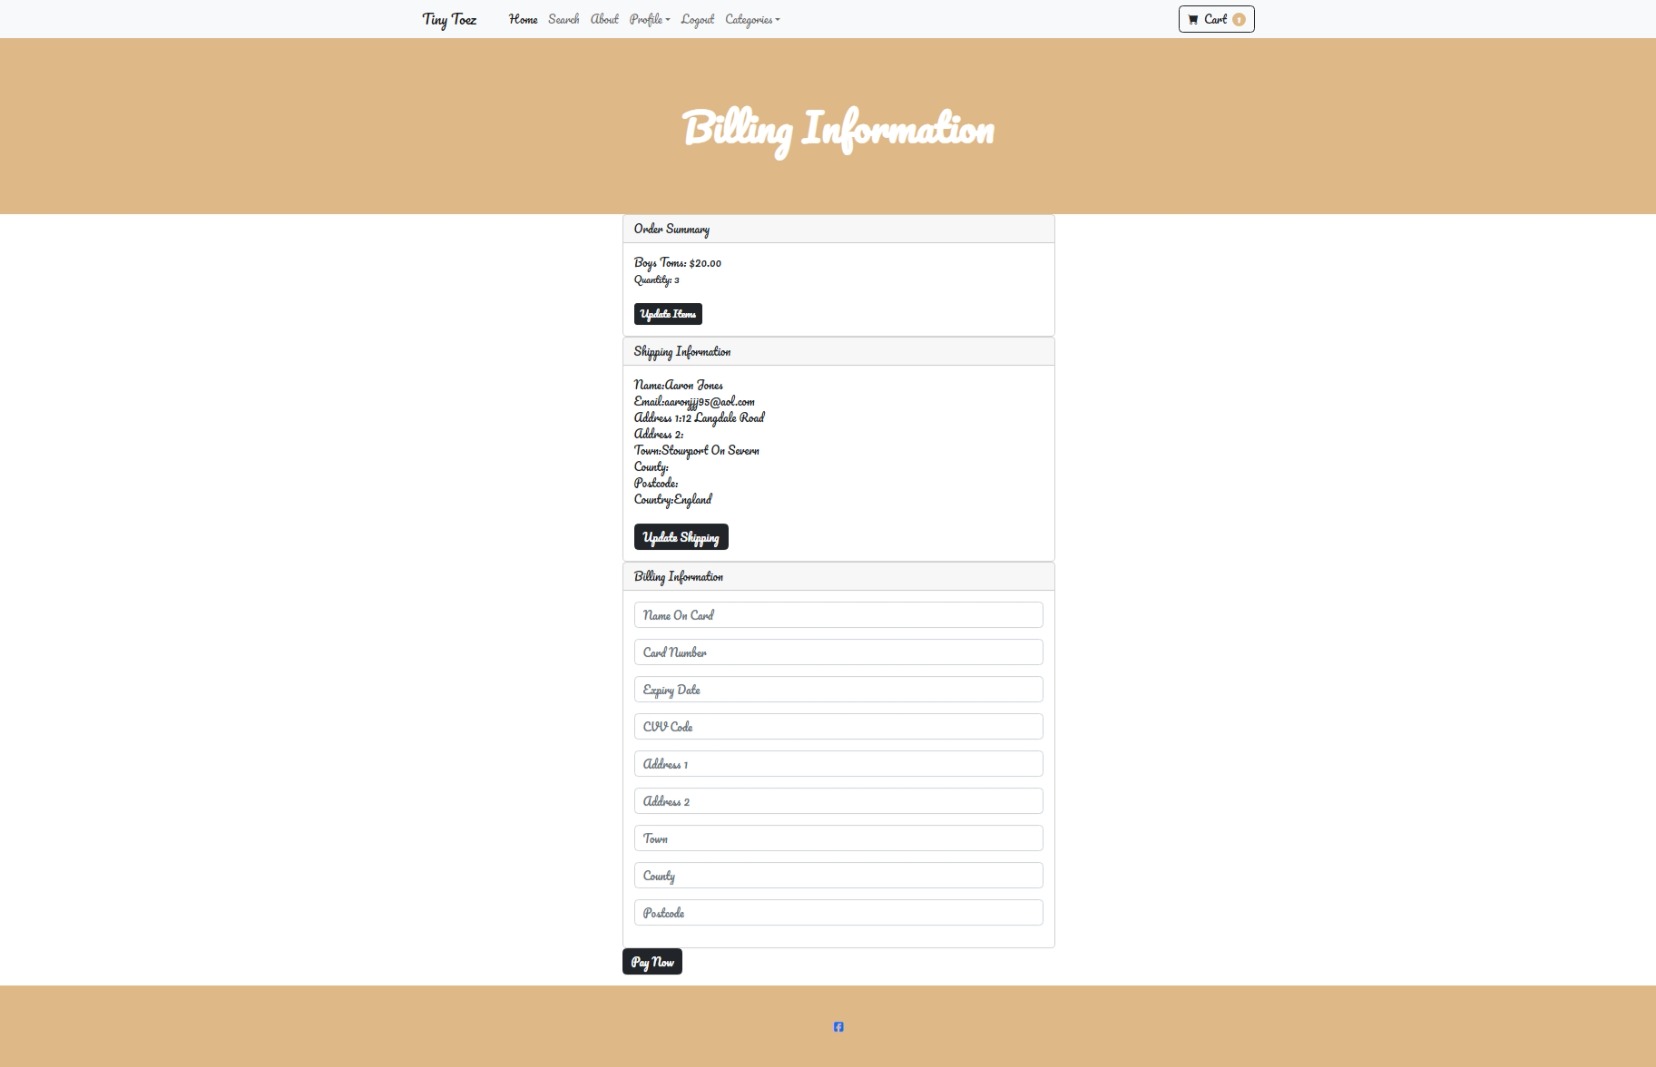 Tiny Toez Home Search About Profile Logout Categories Cart 1
Billing Information
Order Summary
Boys Toms: $20.00
Quantity: 3
Update Items
Shipping Information
Name:Aaron Jones
Email:aaronjjj95@aol.com
Address 1:12 Langdale Road
Address 2:
Town:Stourport On Severn
County:
Postcode:
Country:England
Update Shipping
Billing Information
Name On Card
Card Number
Expiry Date
CVV Code
Address 1
Address 2
Town
County
Postcode
Pay Now